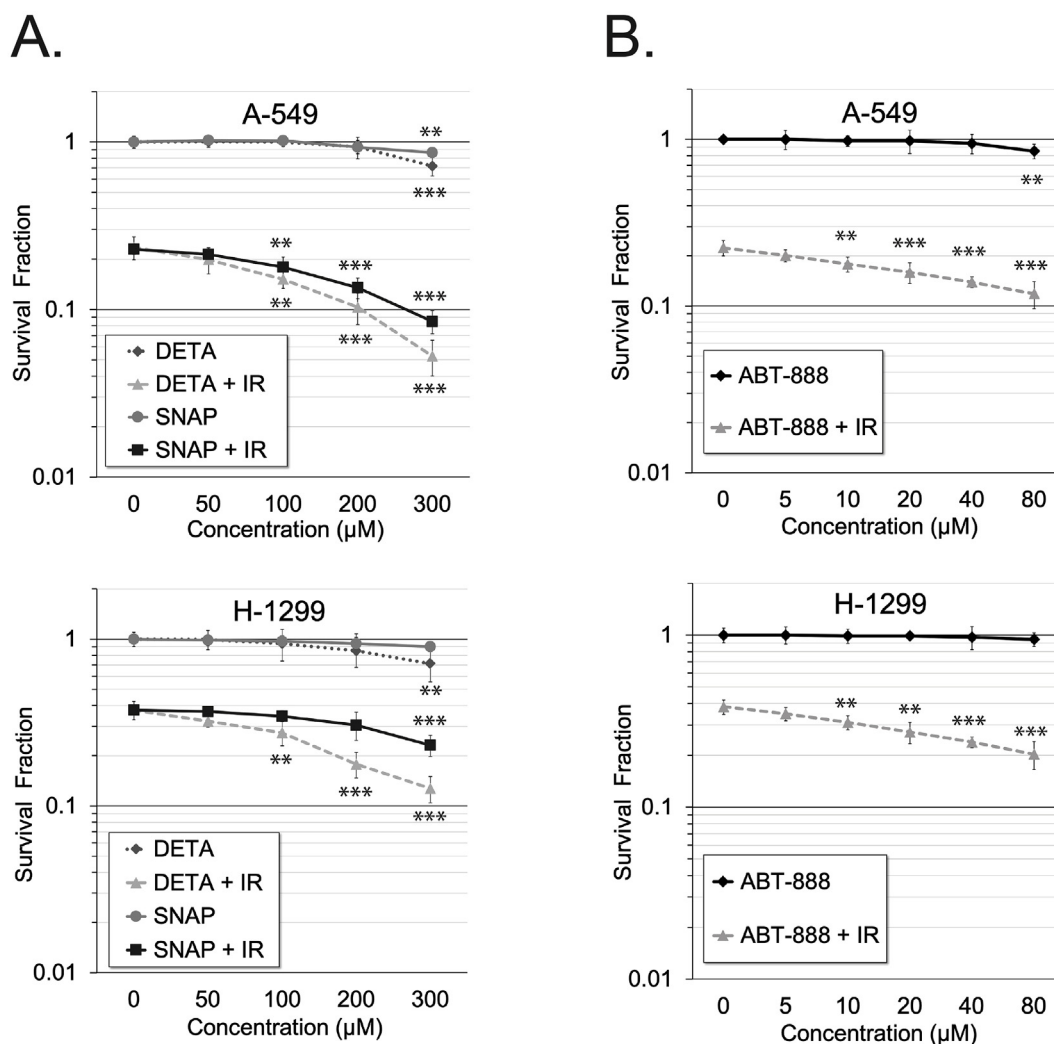 A.
A-549
Survival Fraction
1
0.1
0.01
**
***
**
***
***
**
***
***
DETA
DETA + IR
SNAP
SNAP + IR
0 50 100 200 300
Concentration (µM)
B.
A-549
Survival Fraction
1
0.1
0.01
**
** *** *** ***
ABT-888
ABT-888 + IR
0 5 10 20 40 80
Concentration (µM)
H-1299
Survival Fraction
1
0.1
0.01
**
***
**
***
***
DETA
DETA + IR
SNAP
SNAP + IR
0 50 100 200 300
Concentration (µM)
H-1299
Survival Fraction
1
0.1
0.01
** ** *** ***
ABT-888
ABT-888 + IR
0 5 10 20 40 80
Concentration (µM)